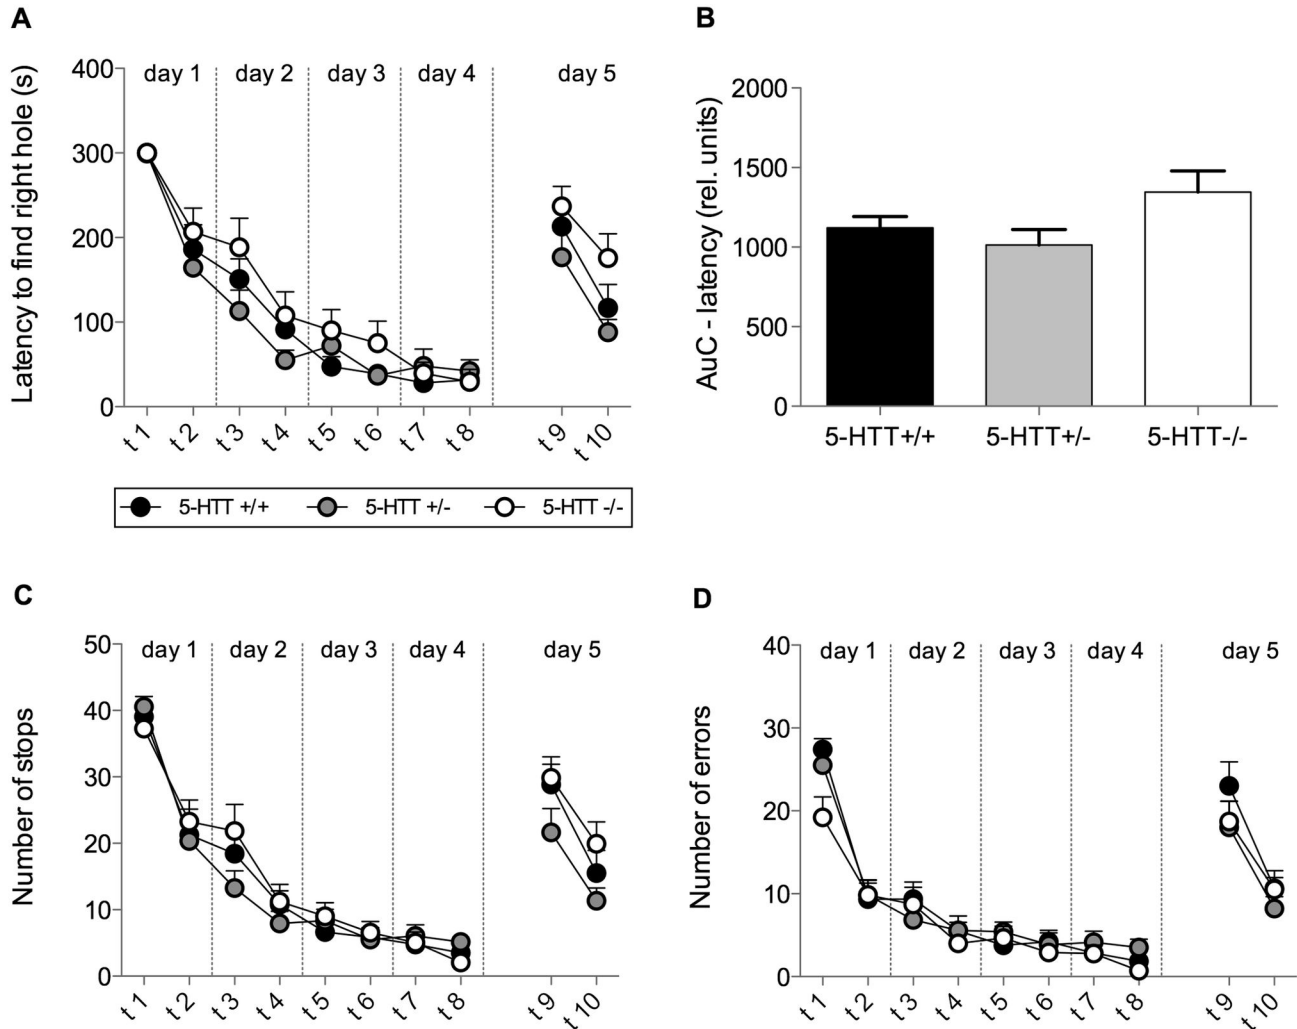 A
Latency to find right hole (s)
400
300
200
100
0
day 1
day 2
day 3
day 4
day 5
t 1
t 2
t 3
t 4
t 5
t 6
t 7
t 8
t 9
t 10
5-HTT +/+
5-HTT +/-
5-HTT -/-
B
AuC - latency (rel. units)
2000
1500
1000
500
0
5-HTT+/+
5-HTT+/-
5-HTT-/-
C
Number of stops
50
40
30
20
10
0
day 1
day 2
day 3
day 4
day 5
t 1
t 2
t 3
t 4
t 5
t 6
t 7
t 8
t 9
t 10
D
Number of errors
40
30
20
10
0
day 1
day 2
day 3
day 4
day 5
t 1
t 2
t 3
t 4
t 5
t 6
t 7
t 8
t 9
t 10